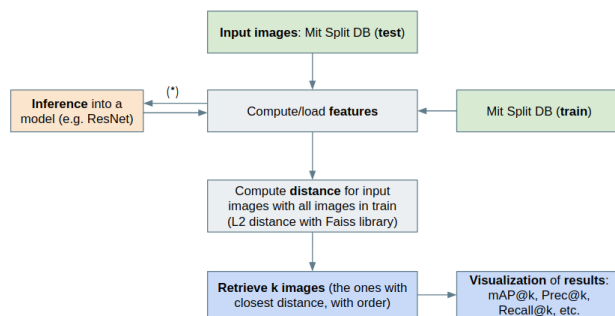 Input images: Mit Split DB (test)
(*)
Inference into a
model (e.g. ResNet)
Compute/load features
Mit Split DB (train)
Compute distance for input
images with all images in train
(L2 distance with Faiss library)
Retrieve k images (the ones with
closest distance, with order)
Visualization of results:
mAP@k, Prec@k,
Recall@k, etc.